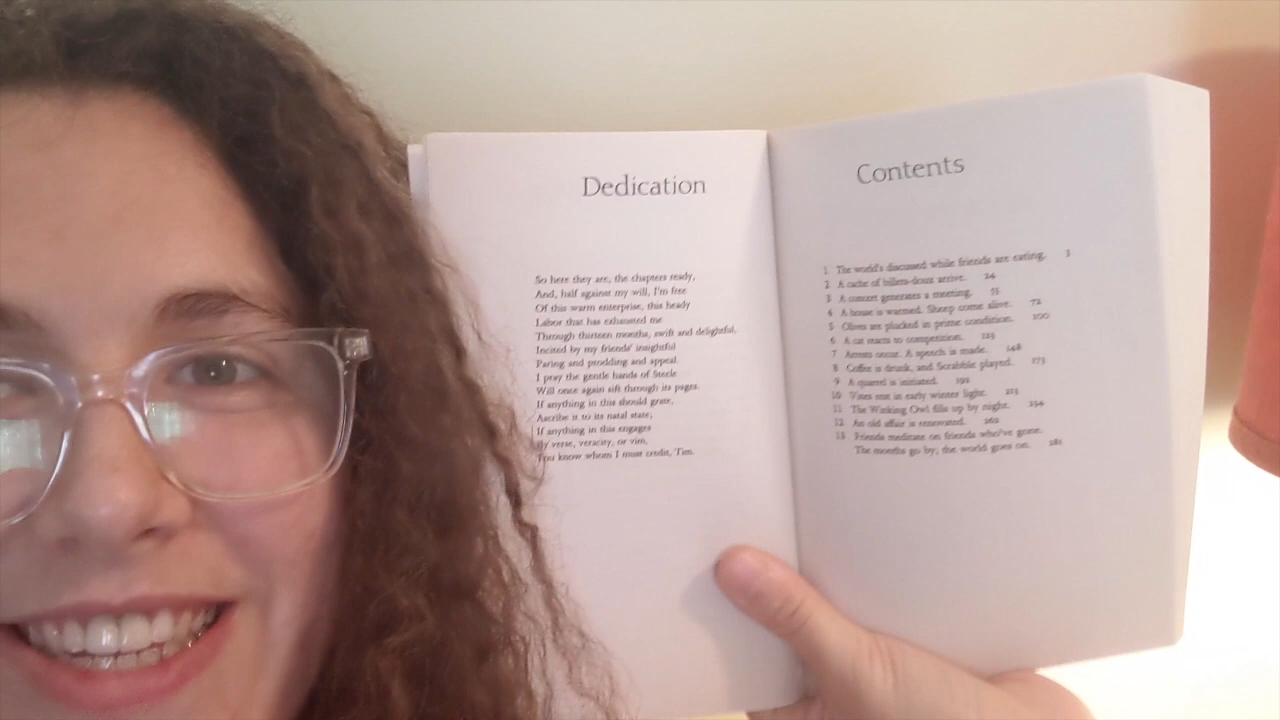 Dedication
So here they are, the chapters ready,
And, half against my will, I'm free
Of this warm enterprise, this heady
Labor that has exhausted me
Through thirteen months, swift and delightful,
Incited by my friends' insightful
Paring and prodding and appeal.
I pray the gentle hands of Steele
Will once again sift through its pages.
If anything in this should grate,
Ascribe it to its natal state;
If anything in this engages
By verse, veracity, or vim,
You know whom I must credit, Tim.
Contents
1 The world's discussed while friends are eating. 3
2 A cache of billets-doux arrive. 24
3 A concert generates a meeting. 55
4 A house is warmed. Sheep come alive. 72
5 Olives are plucked in prime condition. 100
6 A cat reacts to competition. 123
7 Arrests occur. A speech is made. 148
8 Coffee is drunk, and Scrabble played. 173
9 A quarrel is initiated. 192
10 Vines rest in early winter light. 213
11 The Winking Owl fills up by night. 234
12 An old affair is renovated. 262
13 Friends meditate on friends who've gone.
The months go by; the world goes on. 281